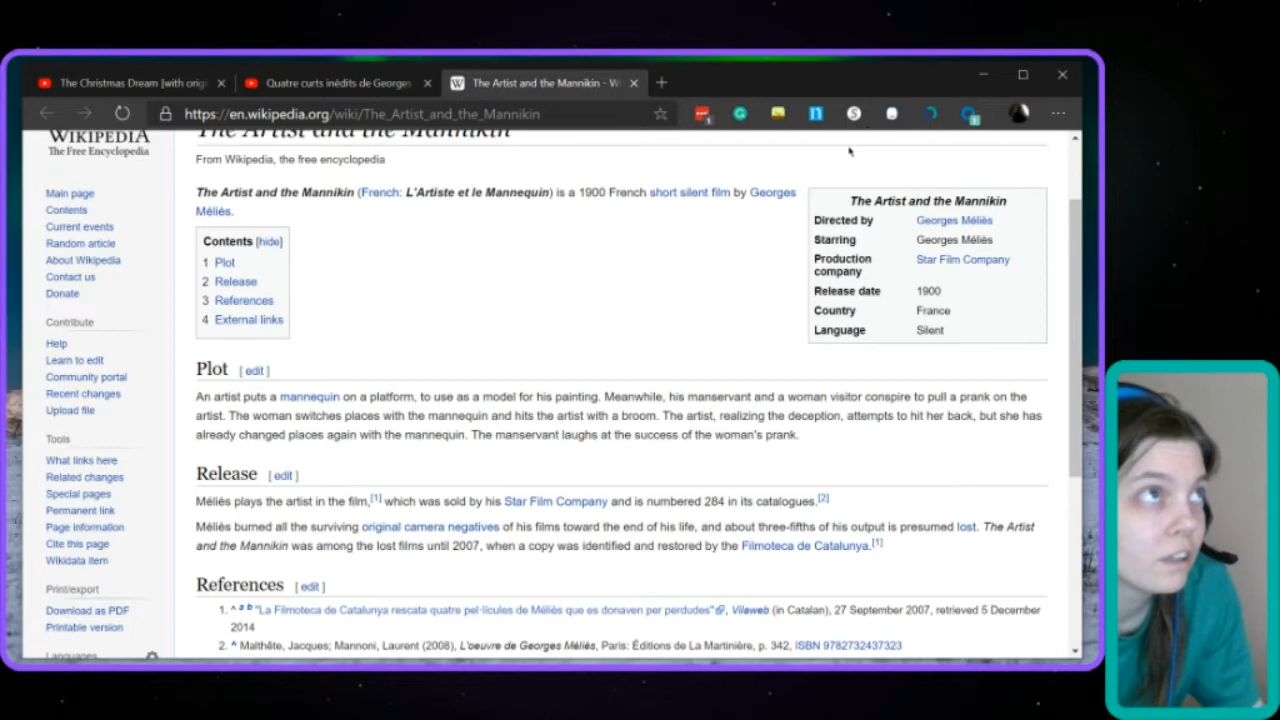 The Christmas Dream [with orig
Quatre curts inèdits de Georges
The Artist and the Mannikin - W
https://en.wikipedia.org/wiki/The_Artist_and_the_Mannikin
WIKIPEDIA
The Free Encyclopedia
Main page
Contents
Current events
Random article
About Wikipedia
Contact us
Donate
Contribute
Help
Learn to edit
Community portal
Recent changes
Upload file
Tools
What links here
Related changes
Special pages
Permanent link
Page information
Cite this page
Wikidata item
Print/export
Download as PDF
Printable version
Languages
The Artist and the Mannikin
From Wikipedia, the free encyclopedia
The Artist and the Mannikin (French: L'Artiste et le Mannequin) is a 1900 French short silent film by Georges
Méliès.
Contents [hide]
1 Plot
2 Release
3 References
4 External links
The Artist and the Mannikin
Directed by Georges Méliès
Starring Georges Méliès
Production Star Film Company
company
Release date 1900
Country France
Language Silent
Plot [ edit ]
An artist puts a mannequin on a platform, to use as a model for his painting. Meanwhile, his manservant and a woman visitor conspire to pull a prank on the
artist. The woman switches places with the mannequin and hits the artist with a broom. The artist, realizing the deception, attempts to hit her back, but she has
already changed places again with the mannequin. The manservant laughs at the success of the woman's prank.
Release [ edit ]
Méliès plays the artist in the film,[1] which was sold by his Star Film Company and is numbered 284 in its catalogues.[2]
Méliès burned all the surviving original camera negatives of his films toward the end of his life, and about three-fifths of his output is presumed lost. The Artist
and the Mannikin was among the lost films until 2007, when a copy was identified and restored by the Filmoteca de Catalunya.[1]
References [ edit ]
1. ^ a b "La Filmoteca de Catalunya rescata quatre pel·lícules de Méliès que es donaven per perdudes", Vilaweb (in Catalan), 27 September 2007, retrieved 5 December
2014
2. ^ Malthête, Jacques; Mannoni, Laurent (2008), L'oeuvre de Georges Méliès, Paris: Éditions de La Martinière, p. 342, ISBN 9782732437323